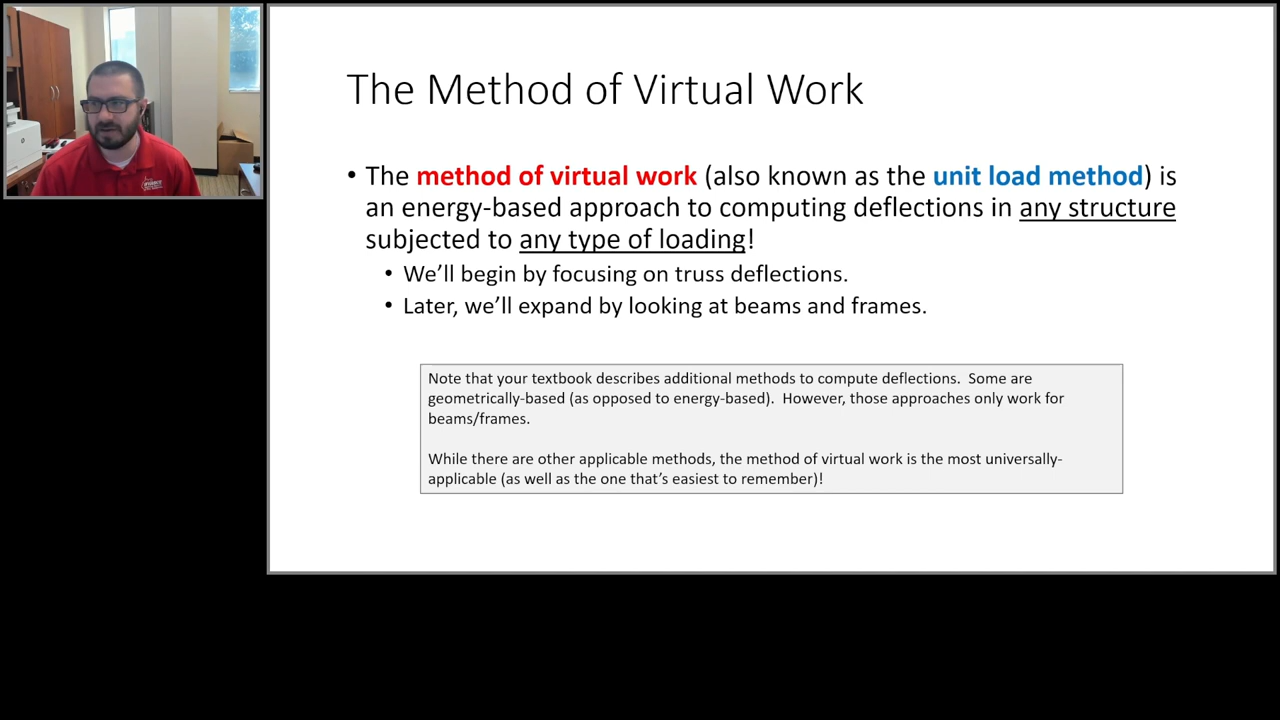 The Method of Virtual Work
• The method of virtual work (also known as the unit load method) is
an energy-based approach to computing deflections in any structure
subjected to any type of loading!
• We’ll begin by focusing on truss deflections.
• Later, we’ll expand by looking at beams and frames.
Note that your textbook describes additional methods to compute deflections.  Some are
geometrically-based (as opposed to energy-based).  However, those approaches only work for
beams/frames.
While there are other applicable methods, the method of virtual work is the most universally-
applicable (as well as the one that’s easiest to remember)!